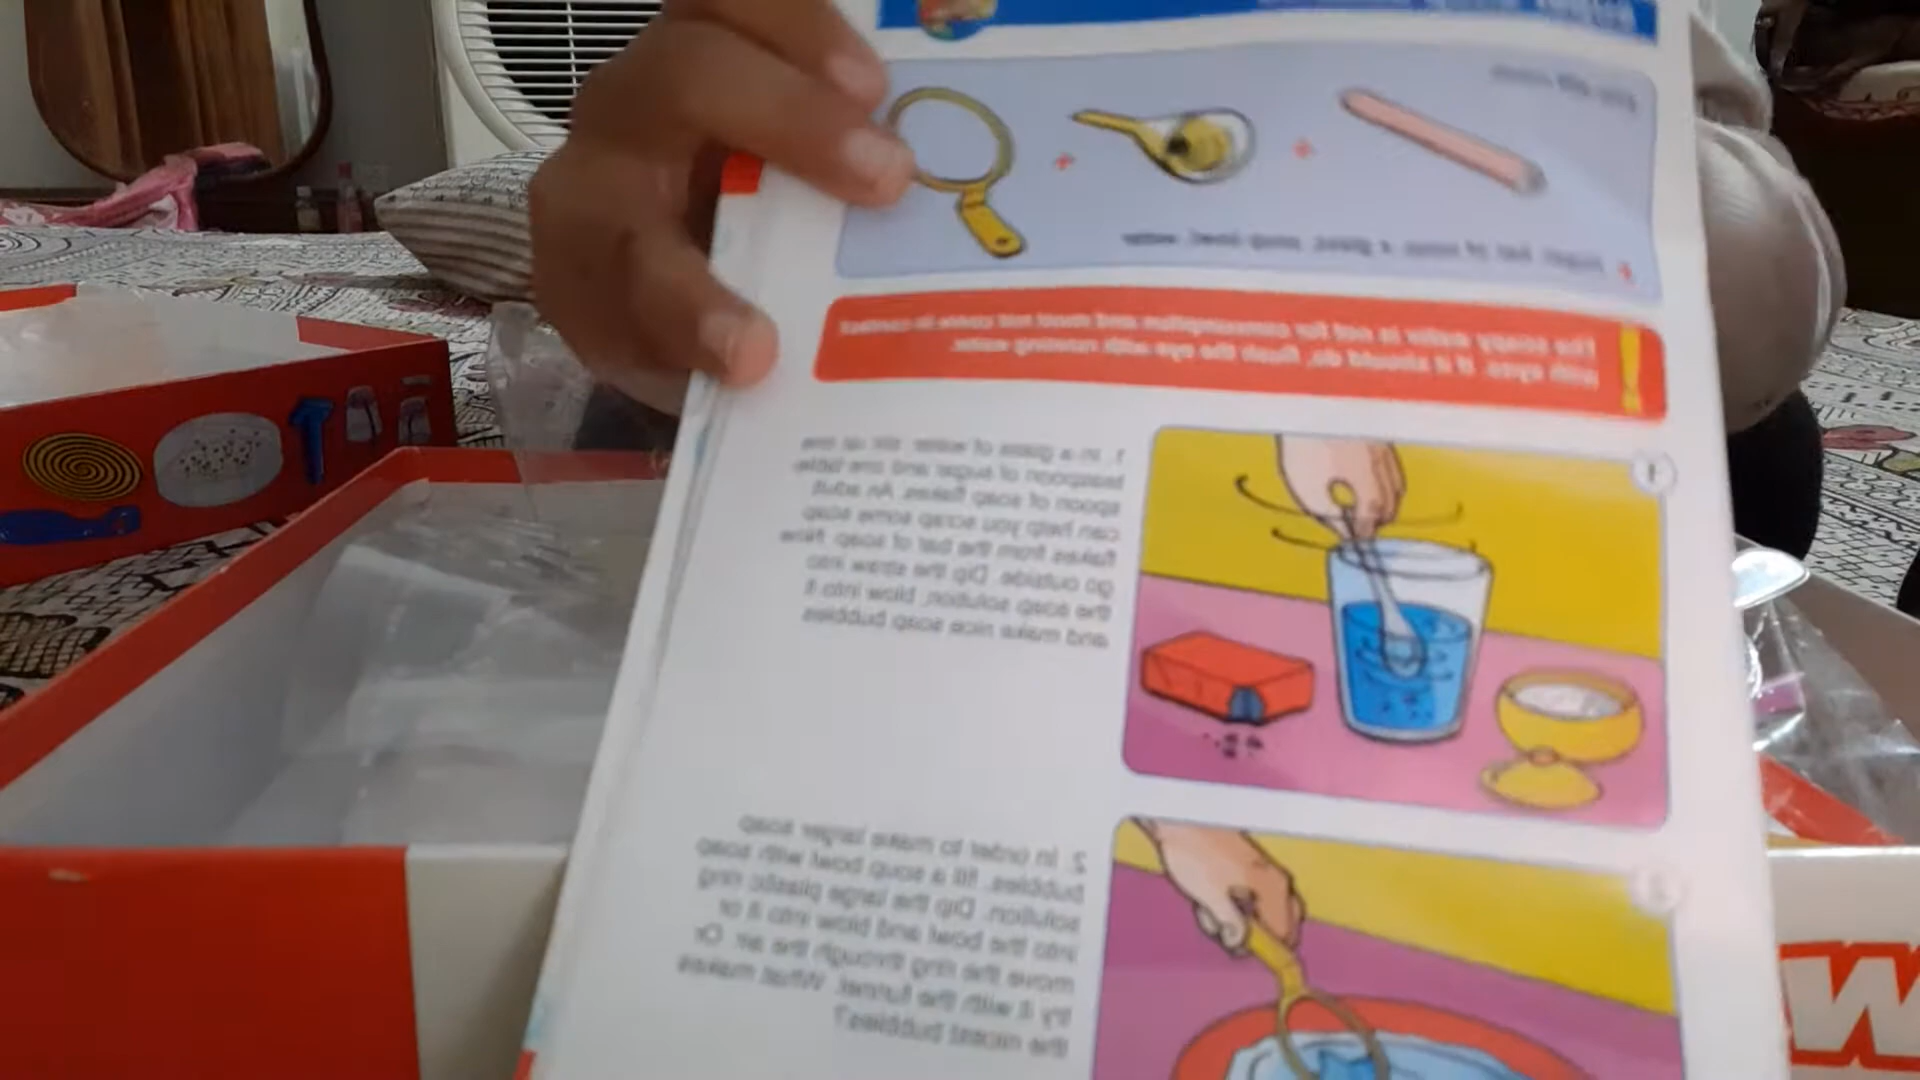 You will need:
Sugar, bar of soap, a glass, soup bowl, water
The soapy water is not for consumption and must not come in contact
with eyes. If it should do, flush the eye with running water.
1
1. In a glass of water, stir up one
teaspoon of sugar and one table-
spoon of soap flakes. An adult
can help you scrap some soap
flakes from the bar of soap. Now
go outside. Dip the straw into
the soap solution, blow into it
and make nice soap bubbles
2
2. In order to make larger soap
bubbles, fill a soup bowl with soap
solution. Dip the large plastic ring
into the bowl and blow into it or
move the ring through the air. Or
try it with the funnel. What makes
the nicest bubbles?